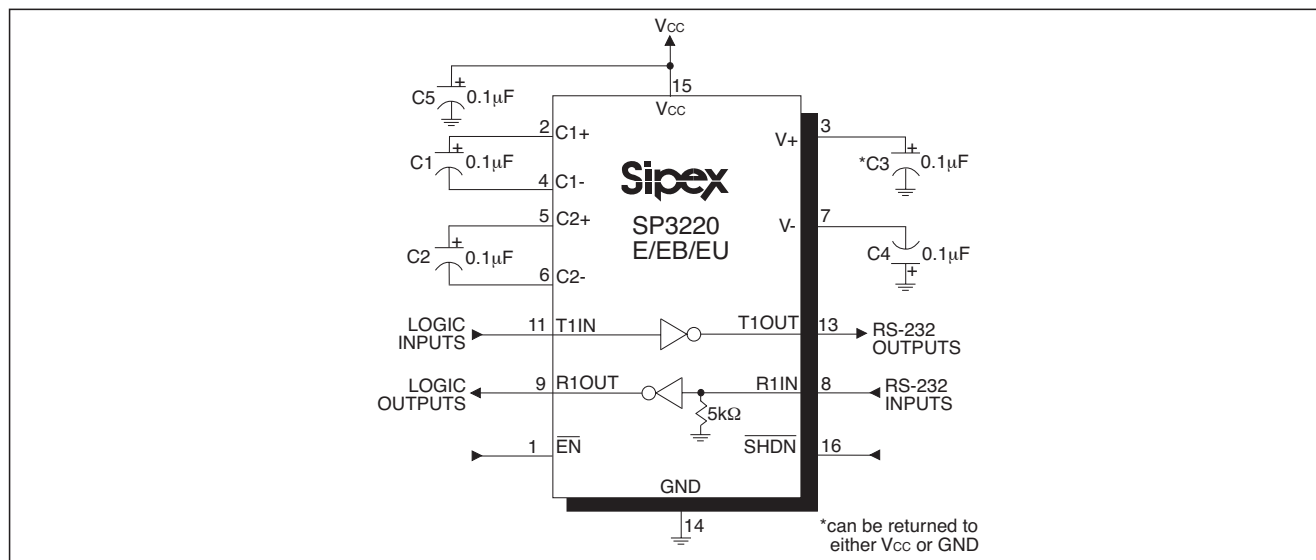 VCC
15
VCC
C5
+
0.1µF
2
C1+
C1
+
0.1µF
4
C1-
5
C2+
C2
+
0.1µF
6
C2-
Sipex
SP3220
E/EB/EU
V+
3
*C3
+
0.1µF
V-
7
C4
0.1µF
+
LOGIC
INPUTS
11
T1IN
T1OUT
13
RS-232
OUTPUTS
LOGIC
OUTPUTS
9
R1OUT
R1IN
8
RS-232
INPUTS
5kΩ
1
EN
SHDN
16
GND
14
*can be returned to
either VCC or GND